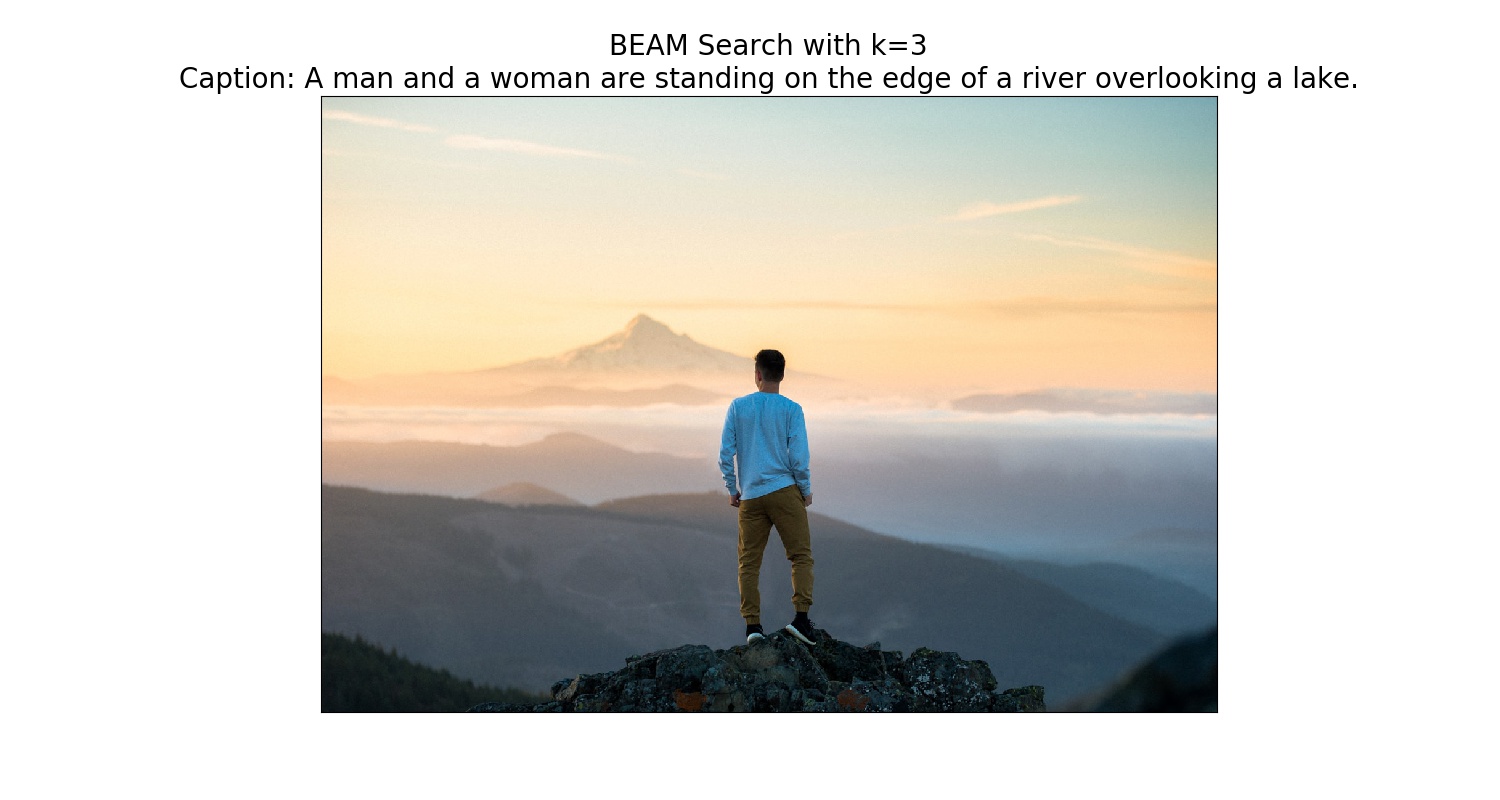 BEAM Search with k=3
Caption: A man and a woman are standing on the edge of a river overlooking a lake.